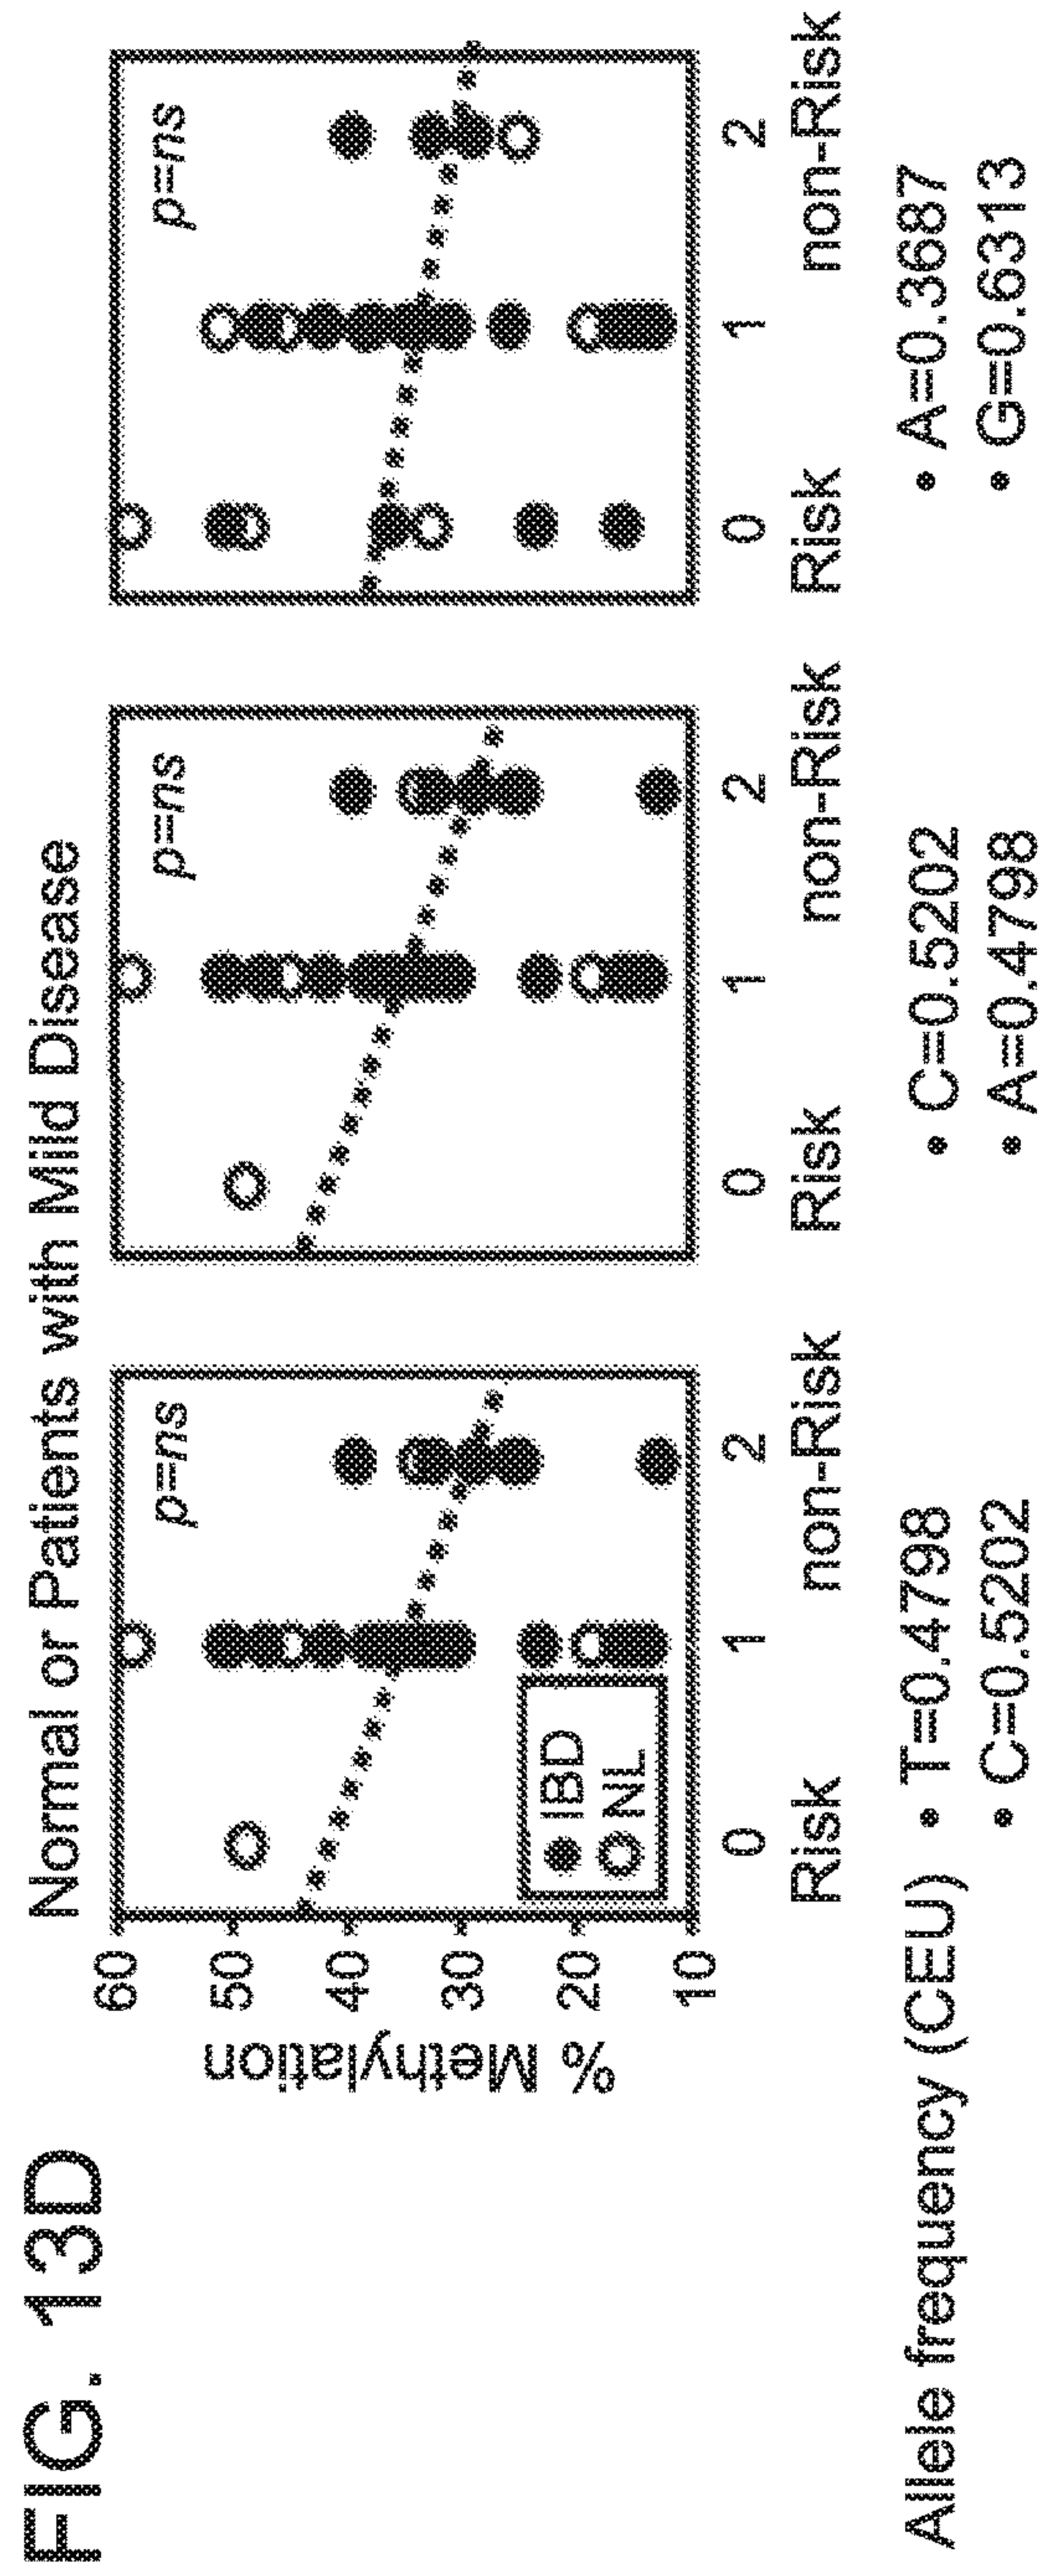 FIG. 13D
Normal or Patients with Mild Disease
% Methylation
60
50
40
30
20
10
p=ns
IBD
NL
0 1 2
Risk non-Risk
p=ns
0 1 2
Risk non-Risk
p=ns
0 1 2
Risk non-Risk
Allele frequency (CEU) • T=0.4798 • C=0.5202 • A=0.3687
• C=0.5202 • A=0.4798 • G=0.6313